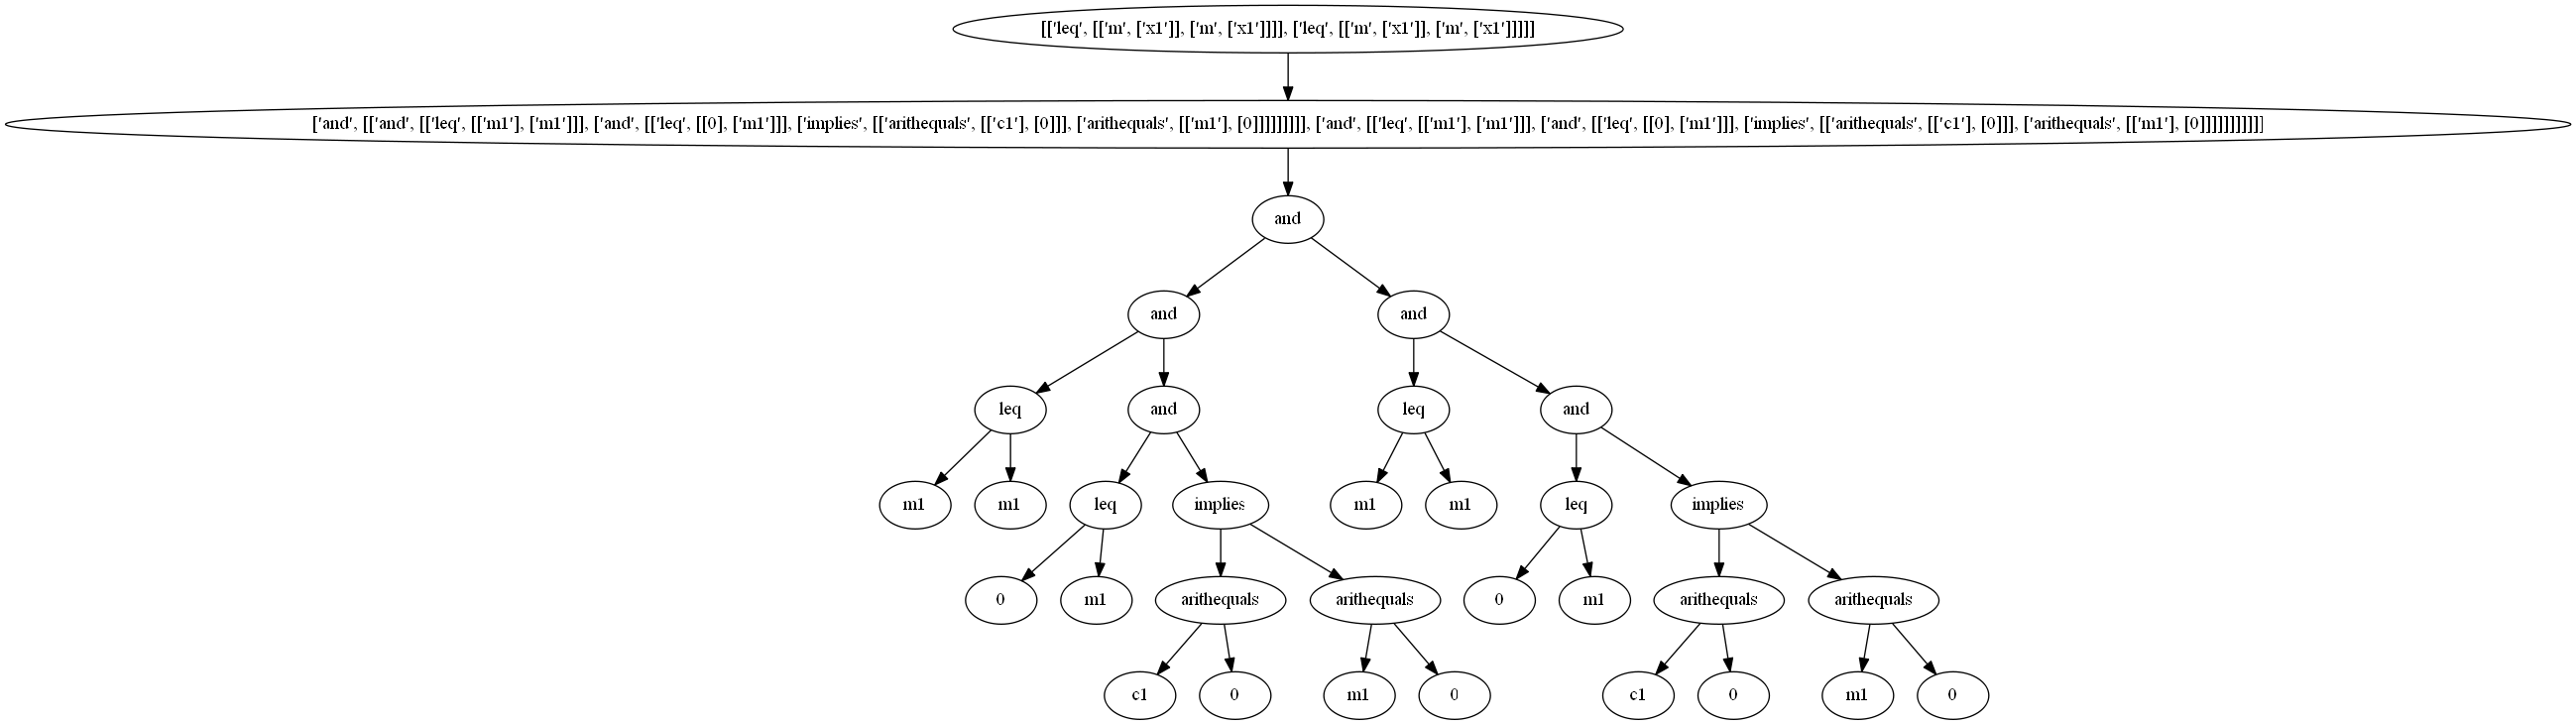 [['leq', [['m', ['x1']], ['m', ['x1']]]], ['leq', [['m', ['x1']], ['m', ['x1']]]]]
['and', [['and', [['leq', [['m1'], ['m1']]], ['and', [['leq', [[0], ['m1']]], ['implies', [['arithequals', [['c1'], [0]]], ['arithequals', [['m1'], [0]]]]]]]]], ['and', [['leq', [['m1'], ['m1']]], ['and', [['leq', [[0], ['m1']]], ['implies', [['arithequals', [['c1'], [0]]], ['arithequals', [['m1'], [0]]]]]]]]]]]
and
and and
leq and leq and
m1 m1 leq implies m1 m1 leq implies
0 m1 arithequals arithequals 0 m1 arithequals arithequals
c1 0 m1 0 c1 0 m1 0